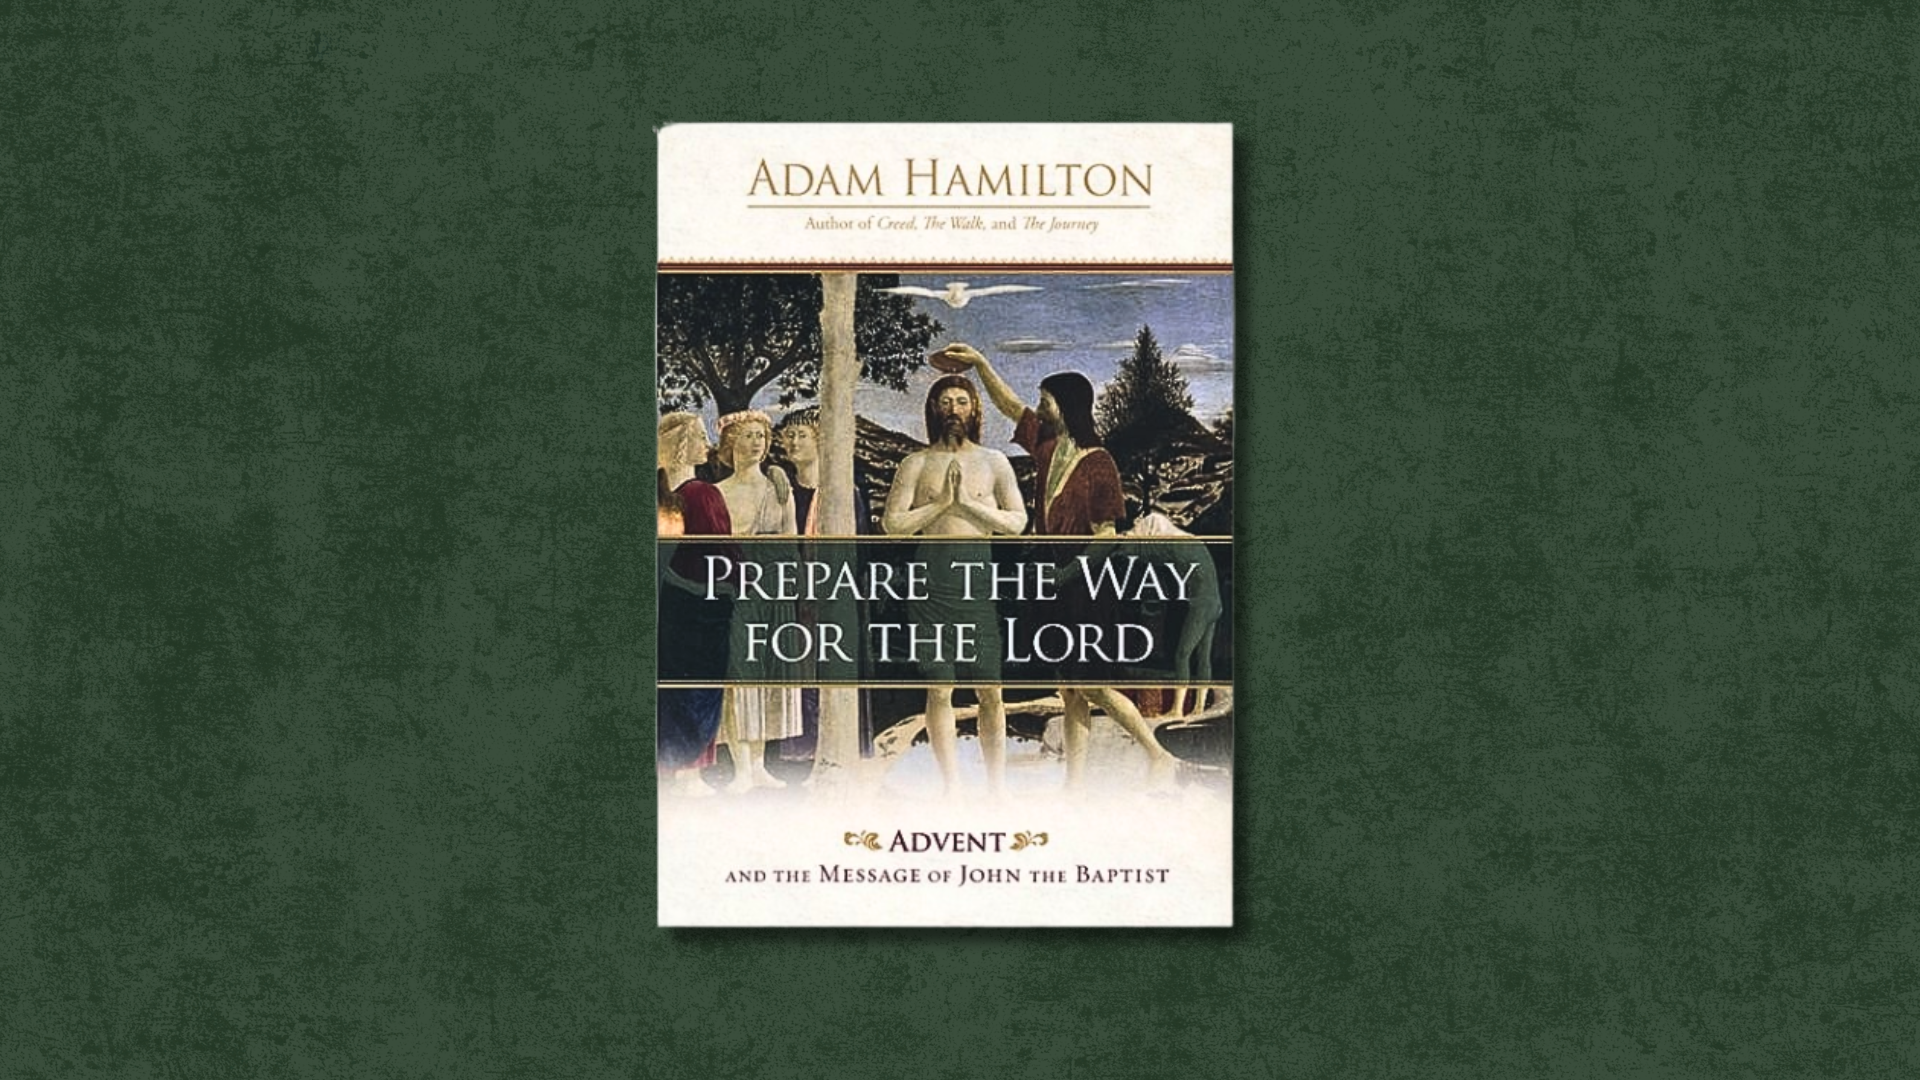 ADAM HAMILTON
Author of Creed, The Walk, and The Journey
PREPARE THE WAY
FOR THE LORD
ADVENT
AND THE MESSAGE OF JOHN THE BAPTIST